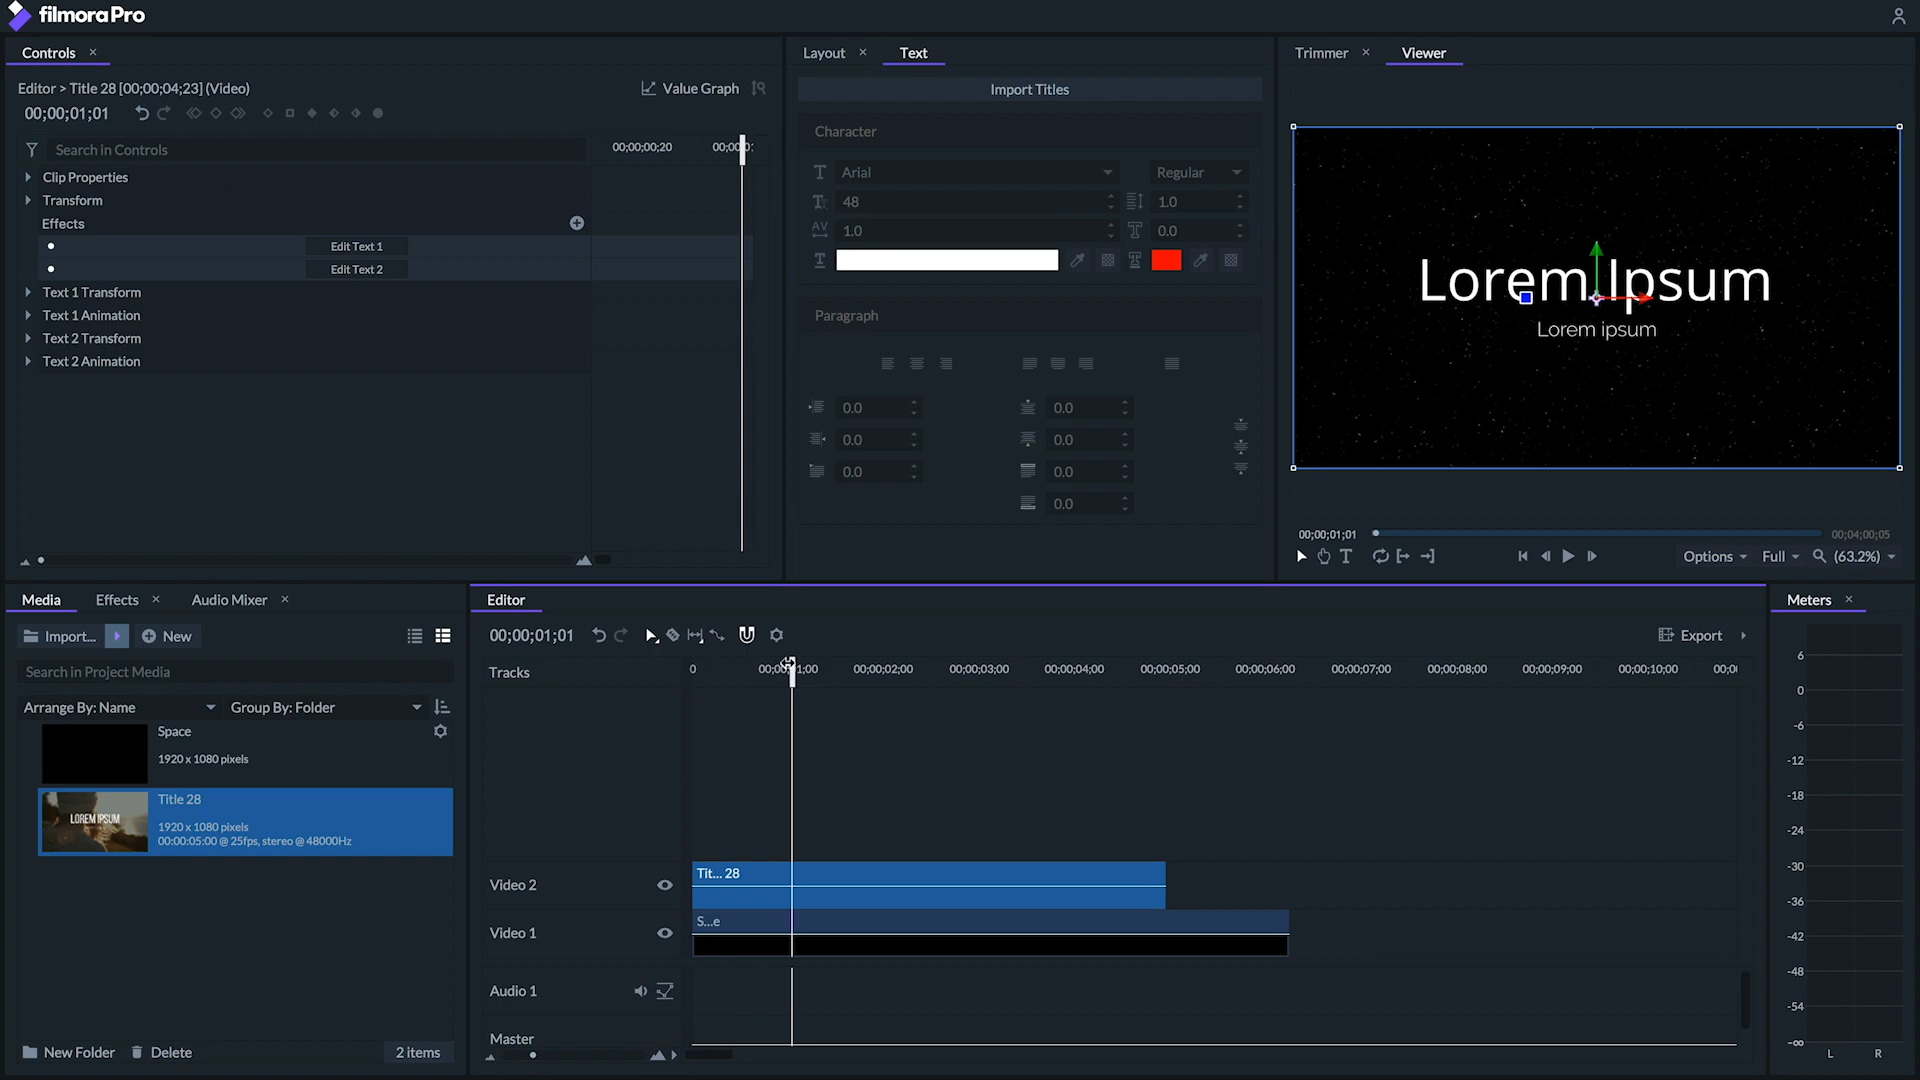 filmoraPro
Controls
Editor > Title 28 [00;00;04;23] (Video)
Value Graph
00;00;01;01
Search in Controls
00;00;00;20
Clip Properties
Transform
Effects
Edit Text 1
Edit Text 2
Text 1 Transform
Text 1 Animation
Text 2 Transform
Text 2 Animation
Layout
Text
Import Titles
Character
Arial
Regular
48
1.0
1.0
0.0
Paragraph
0.0
0.0
0.0
0.0
0.0
0.0
0.0
Trimmer
Viewer
Lorem Ipsum
Lorem ipsum
00;00;01;01
00;04;00;05
Options
Full
(63.2%)
Media
Effects
Audio Mixer
Import...
New
Search in Project Media
Arrange By: Name
Group By: Folder
Space
1920 x 1080 pixels
LOREM IPSUM
Title 28
1920 x 1080 pixels
00:00:05:00 @ 25fps, stereo @ 48000Hz
New Folder
Delete
2 items
Editor
00;00;01;01
Export
Tracks
0
00;00;02;00
00;00;03;00
00;00;04;00
00;00;05;00
00;00;06;00
00;00;07;00
00;00;08;00
00;00;09;00
00;00;10;00
Video 2
Tit... 28
Video 1
S...e
Audio 1
Master
Meters
6
0
-6
-12
-18
-24
-30
-36
-42
-48
-54
-∞
L
R